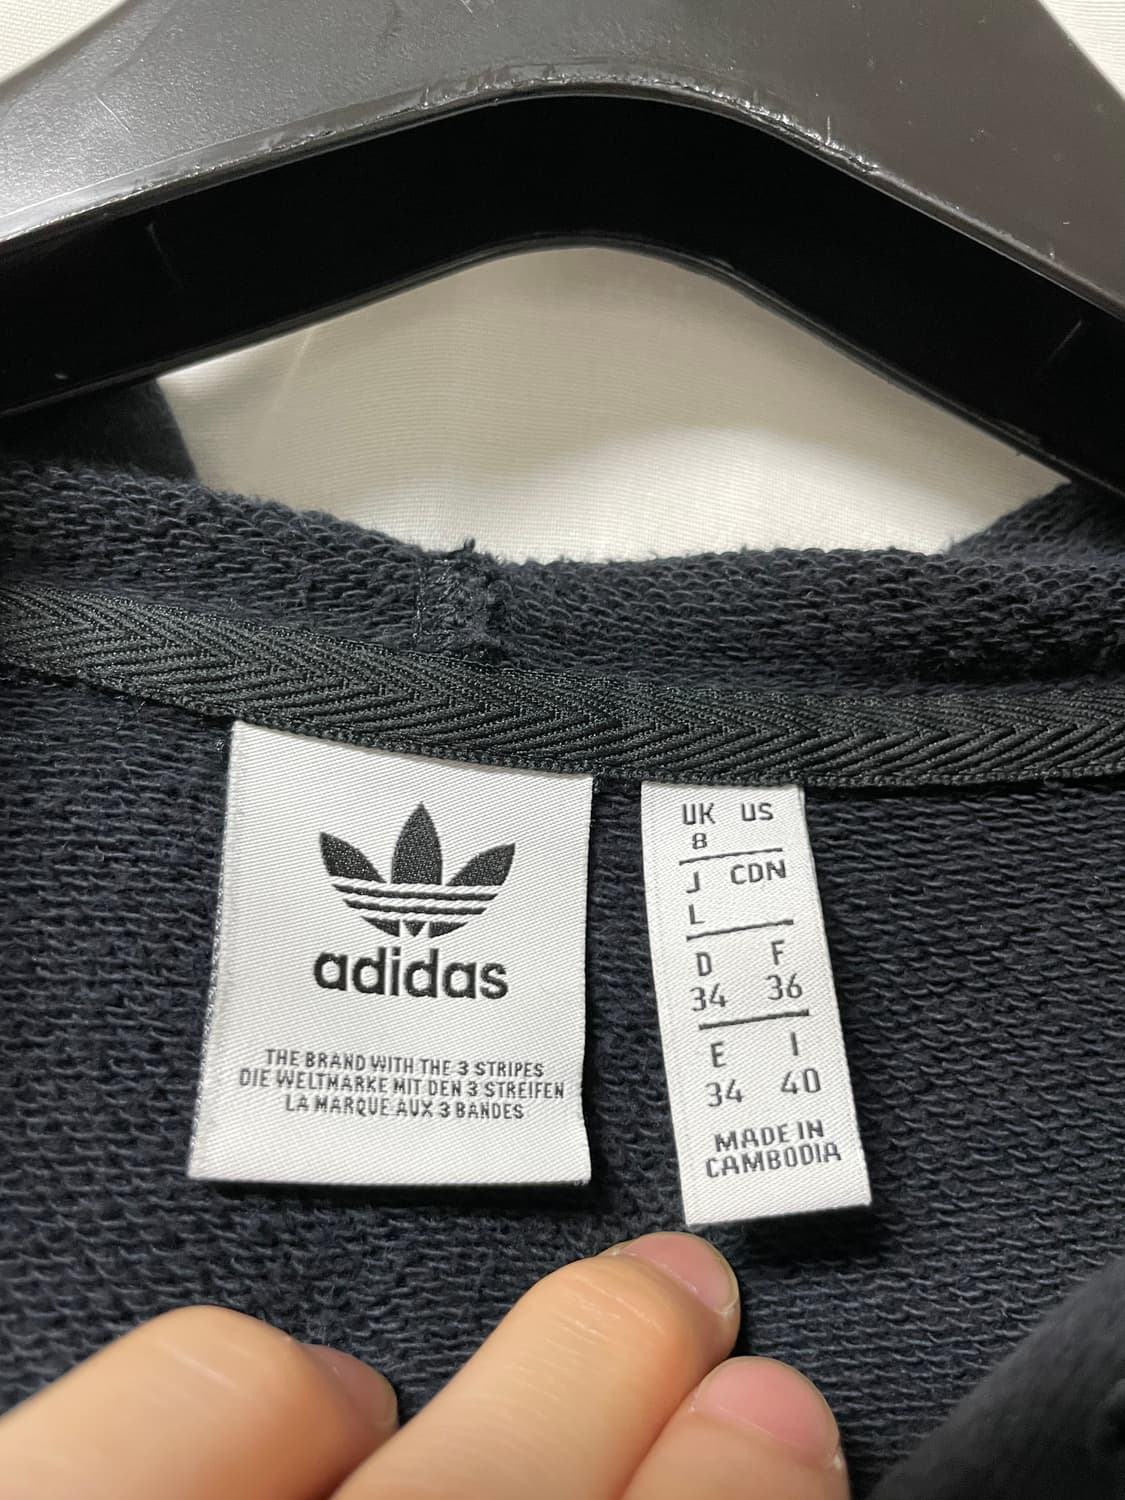 adidas
THE BRAND WITH THE 3 STRIPES
DIE WELTMARKE MIT DEN 3 STREIFEN
LA MARQUE AUX 3 BANDES
UK US
8
J CDN
L
D F
34 36
E I
34 40
MADE IN
CAMBODIA